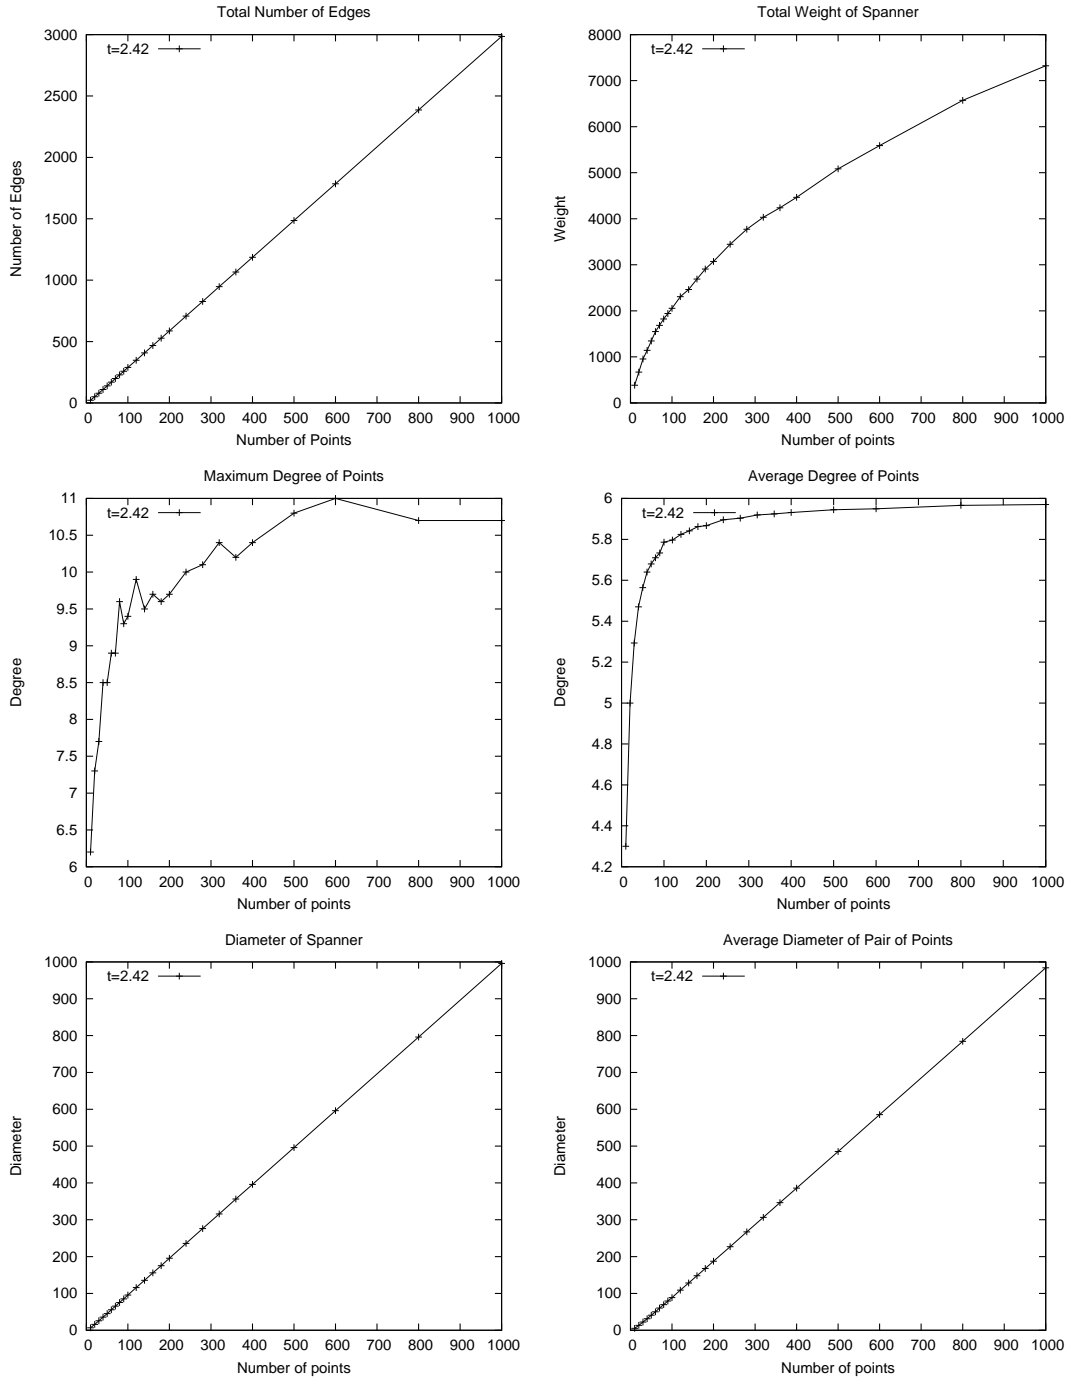 Total Number of Edges
t=2.42
3000
2500
2000
1500
1000
500
0
Number of Edges
0 100 200 300 400 500 600 700 800 900 1000
Number of Points
Total Weight of Spanner
t=2.42
8000
7000
6000
5000
4000
3000
2000
1000
0
Weight
0 100 200 300 400 500 600 700 800 900 1000
Number of points
Maximum Degree of Points
t=2.42
11
10.5
10
9.5
9
8.5
8
7.5
7
6.5
6
Degree
0 100 200 300 400 500 600 700 800 900 1000
Number of points
Average Degree of Points
t=2.42
6
5.8
5.6
5.4
5.2
5
4.8
4.6
4.4
4.2
Degree
0 100 200 300 400 500 600 700 800 900 1000
Number of points
Diameter of Spanner
t=2.42
1000
900
800
700
600
500
400
300
200
100
0
Diameter
0 100 200 300 400 500 600 700 800 900 1000
Number of points
Average Diameter of Pair of Points
t=2.42
1000
900
800
700
600
500
400
300
200
100
0
Diameter
0 100 200 300 400 500 600 700 800 900 1000
Number of points